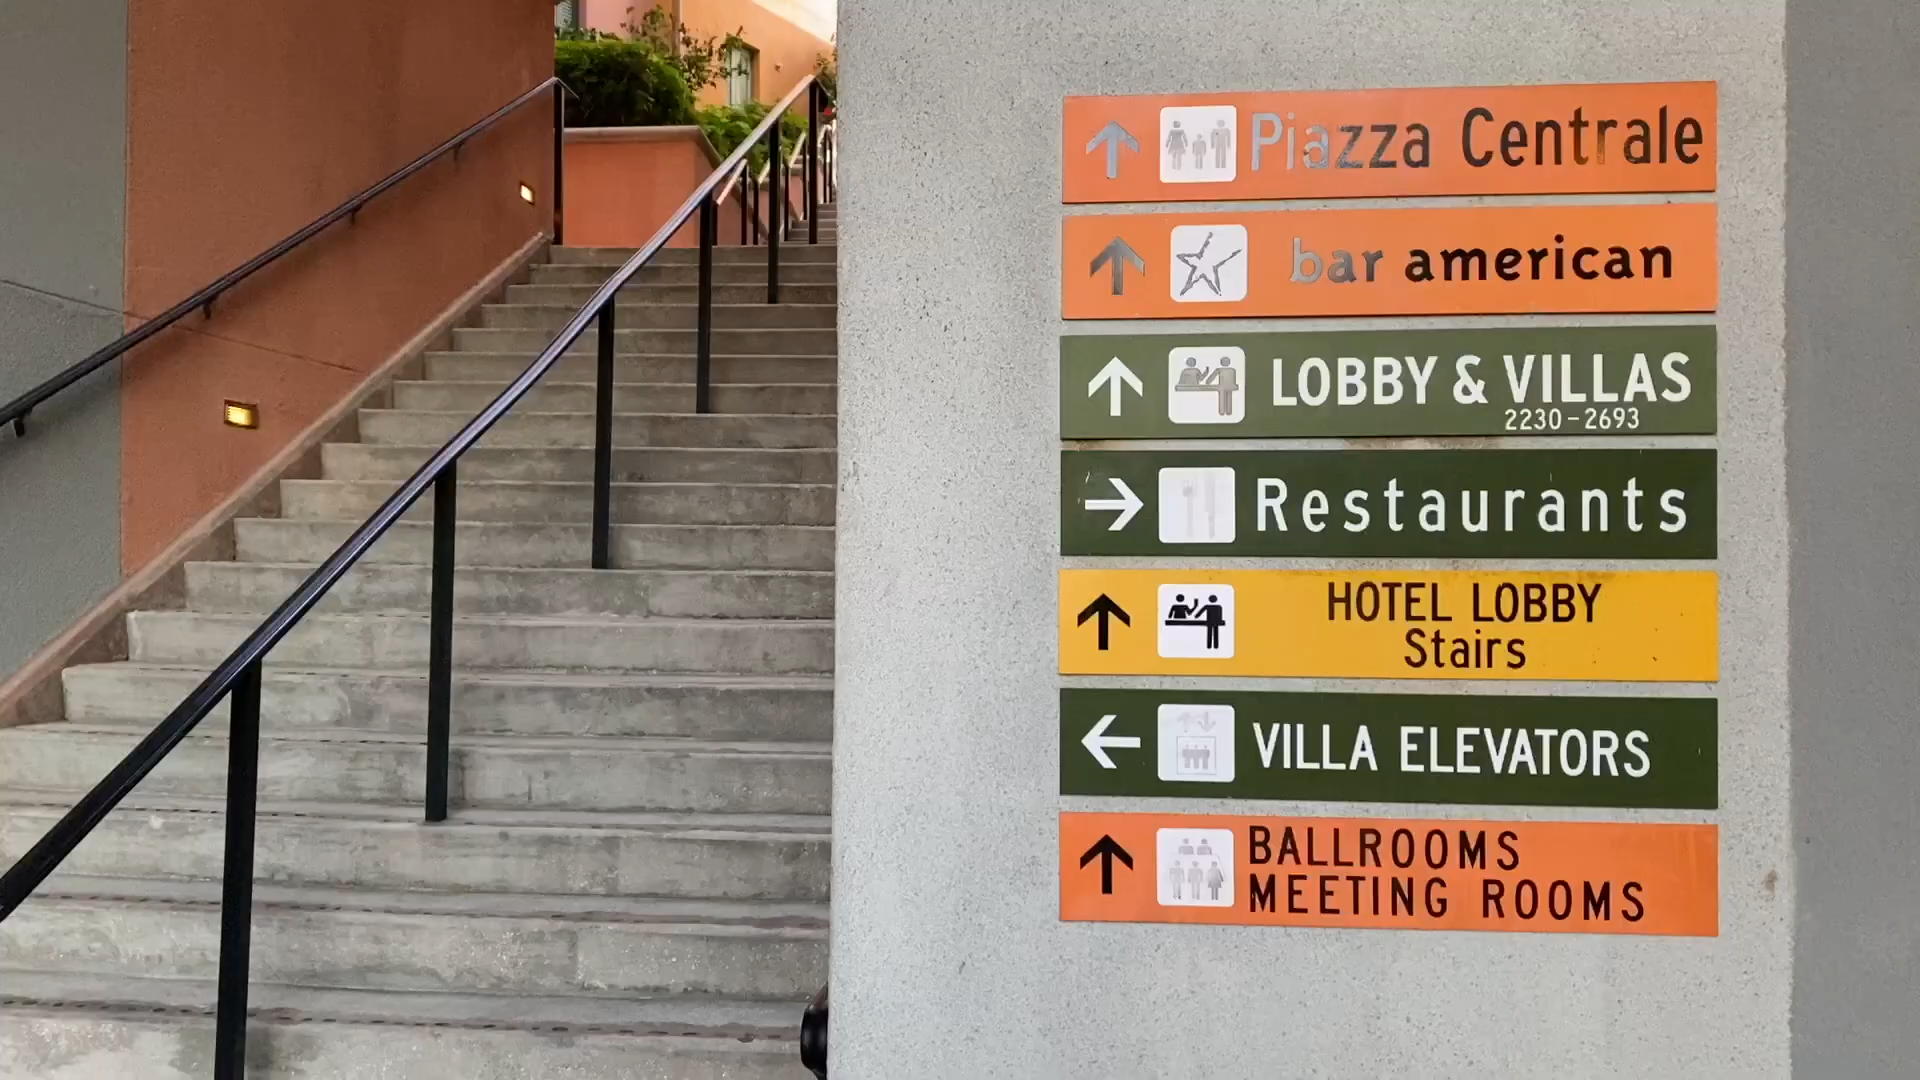 Piazza Centrale
bar american
LOBBY & VILLAS
2230-2693
Restaurants
HOTEL LOBBY
Stairs
VILLA ELEVATORS
BALLROOMS
MEETING ROOMS